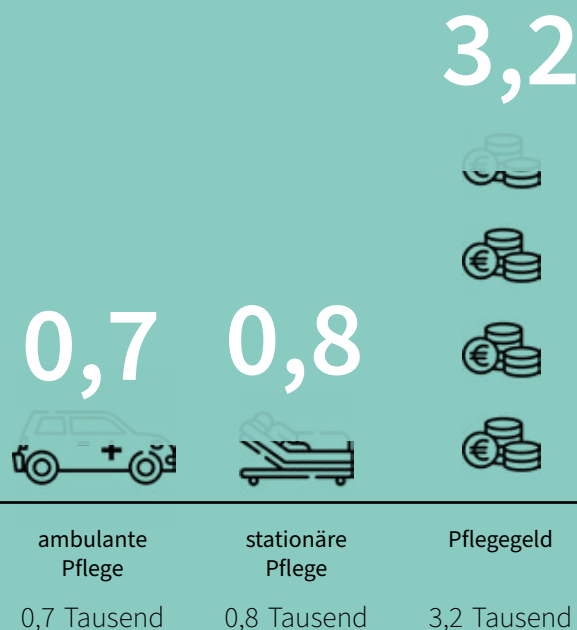 3,2
0,7
0,8
ambulante
Pflege
stationäre
Pflege
Pflegegeld
0,7 Tausend
0,8 Tausend
3,2 Tausend